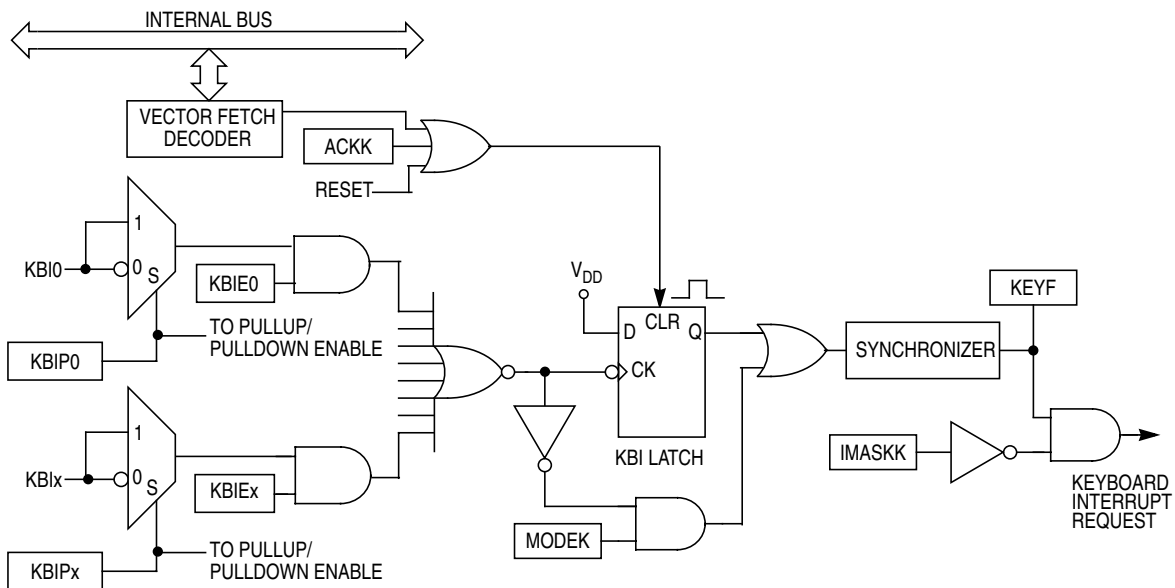 INTERNAL BUS
VECTOR FETCH
DECODER
ACKK
RESET
1
KBI0
0
S
KBIE0
TO PULLUP/
PULLDOWN ENABLE
KBIP0
VDD
CLR
D
Q
CK
KBI LATCH
SYNCHRONIZER
KEYF
1
KBIx
0
S
KBIEx
TO PULLUP/
PULLDOWN ENABLE
KBIPx
MODEK
IMASKK
KEYBOARD
INTERRUPT
REQUEST